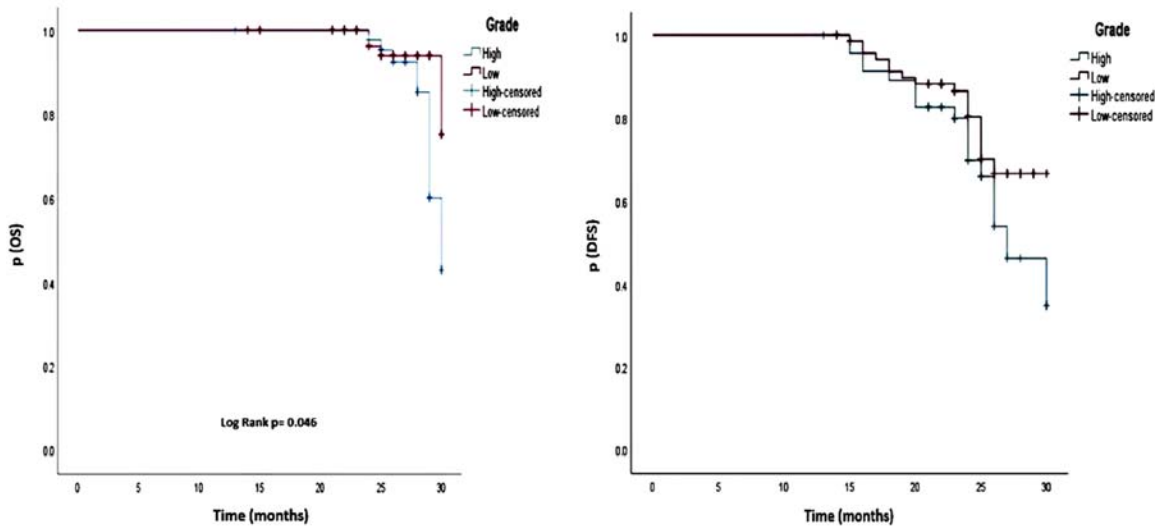 Grade
High
Low
High-censored
Low-censored
p (OS)
1.0
0.8
0.6
0.4
0.2
0.0
Log Rank p= 0.046
0 5 10 15 20 25 30
Time (months)
Grade
High
Low
High-censored
Low-censored
p (DFS)
1.0
0.8
0.6
0.4
0.2
0.0
0 5 10 15 20 25 30
Time (months)